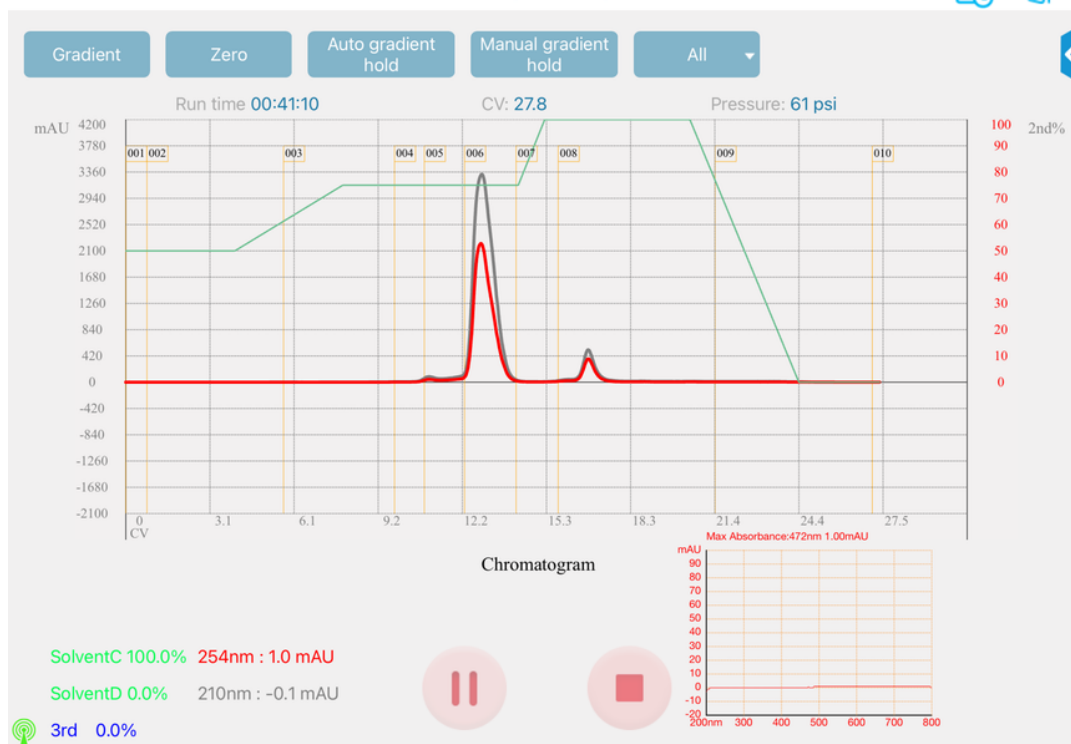 Gradient Zero Auto gradient hold Manual gradient hold All
Run time 00:41:10 CV: 27.8 Pressure: 61 psi
mAU 4200 100 2nd%
3780 90
001 002 003 004 005 006 007 008 009 010
3360 80
2940 70
2520 60
2100 50
1680 40
1260 30
840 20
420 10
0 0
-420
-840
-1260
-1680
-2100
0 3.1 6.1 9.2 12.2 15.3 18.3 21.4 24.4 27.5
CV
Max Absorbance:472nm 1.00mAU
Chromatogram
mAU
90
80
70
60
50
40
30
20
10
0
-10
-20
200nm 300 400 500 600 700 800
SolventC 100.0% 254nm : 1.0 mAU
SolventD 0.0% 210nm : -0.1 mAU
3rd 0.0%